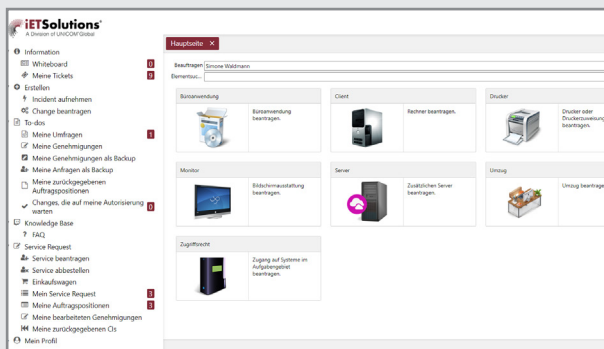 iETSolutions®
A Division of UNICOM Global
Information
Whiteboard 0
Meine Tickets 9
Erstellen
Incident aufnehmen
Change beantragen
To-dos
Meine Umfragen 1
Meine Genehmigungen
Meine Genehmigungen als Backup
Meine Anfragen als Backup
Meine zurückgegebenen
Auftragspositionen
Changes, die auf meine Autorisierung
warten 0
Knowledge Base
? FAQ
Service Request
Service beantragen
Service abbestellen
Einkaufswagen
Mein Service Request 3
Meine Auftragspositionen 3
Meine bearbeiteten Genehmigungen
Meine zurückgegebenen CIs
Mein Profil
Hauptseite X
Beauftragen Simone Waldmann
Elementsuc...
Büroanwendung
Büroanwendung
beantragen.
Client
Rechner beantragen.
Drucker
Drucker oder
Druckerzuweisung
beantragen.
Monitor
Bildschirmausstattung
beantragen.
Server
Zusätzlichen Server
beantragen.
Umzug
Umzug beantrage
Zugriffsrecht
Zugang auf Systeme im
Aufgabengebiet
beantragen.